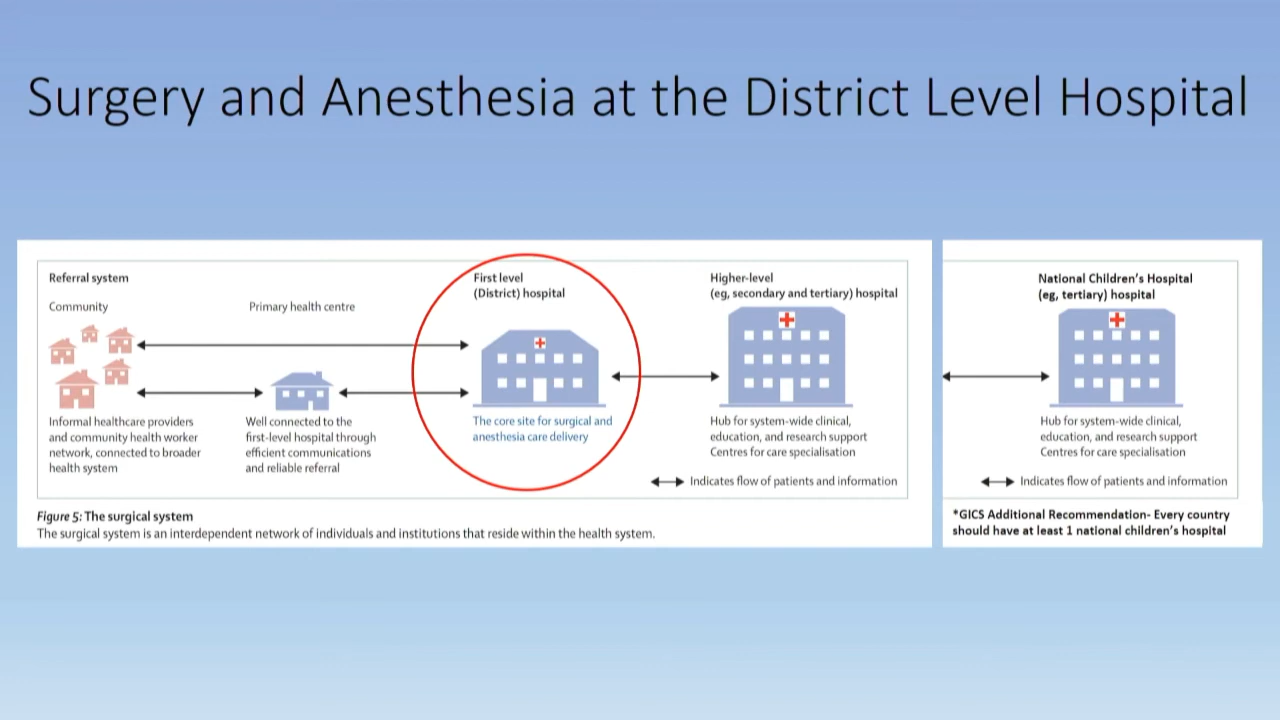 Surgery and Anesthesia at the District Level Hospital
Referral system
Community
Primary health centre
First level
(District) hospital
Higher-level
(eg, secondary and tertiary) hospital
National Children's Hospital
(eg, tertiary) hospital
Informal healthcare providers
and community health worker
network, connected to broader
health system
Well connected to the
first-level hospital through
efficient communications
and reliable referral
The core site for surgical and
anesthesia care delivery
Hub for system-wide clinical,
education, and research support
Centres for care specialisation
Hub for system-wide clinical,
education, and research support
Centres for care specialisation
Indicates flow of patients and information
Indicates flow of patients and information
Figure 5: The surgical system
The surgical system is an interdependent network of individuals and institutions that reside within the health system.
*GICS Additional Recommendation- Every country
should have at least 1 national children's hospital